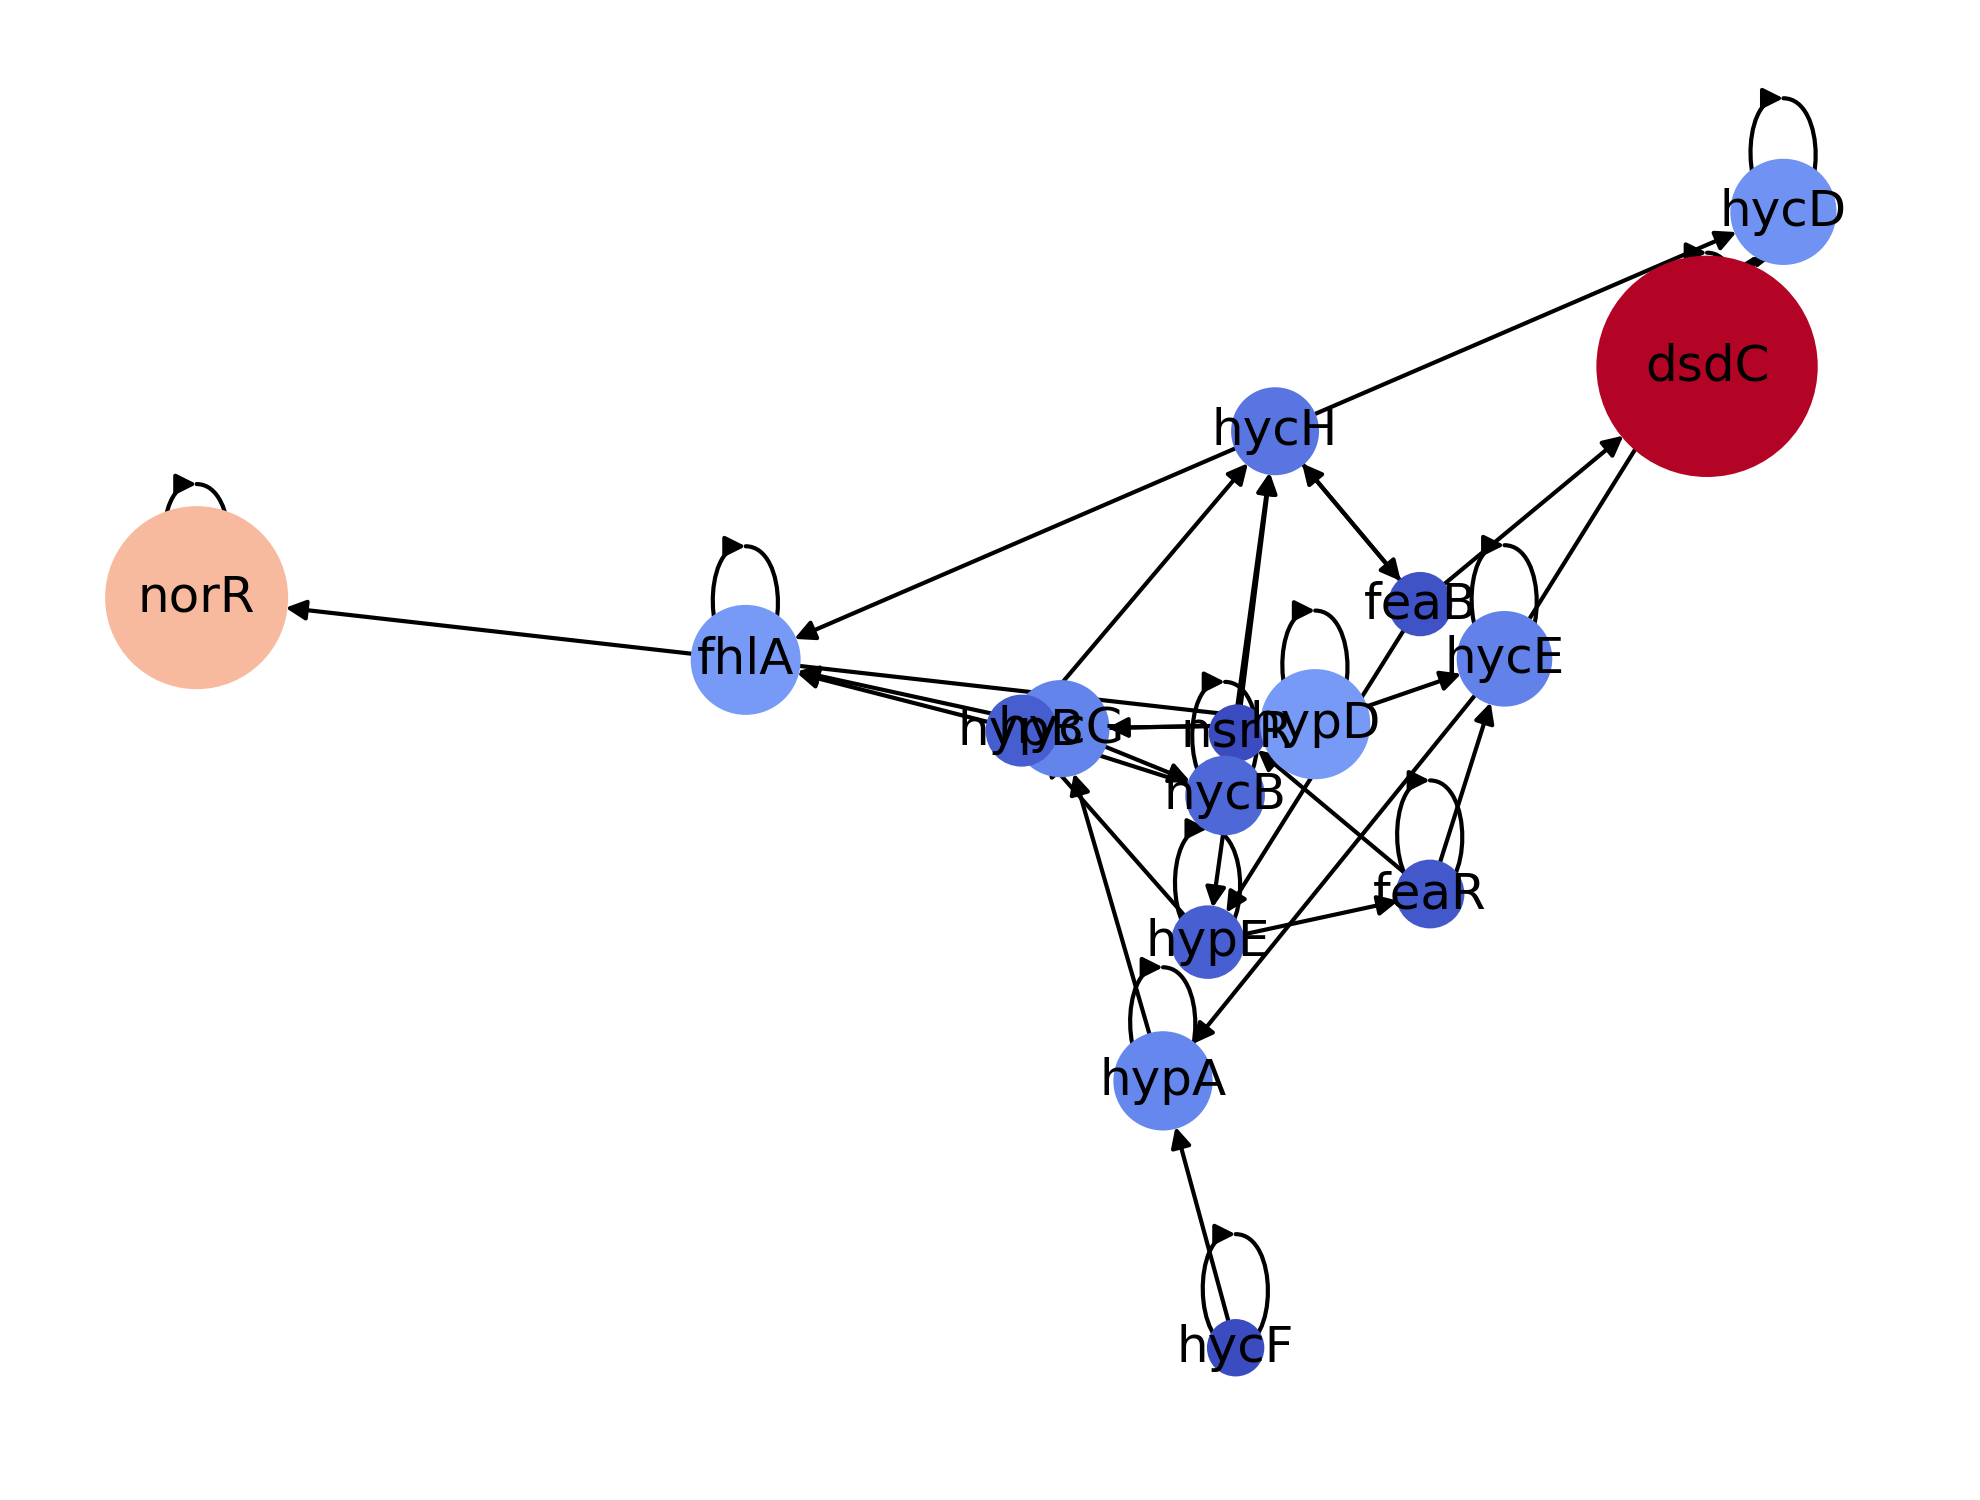 hycD
dsdC
hycH
norR
feaB
fhlA
hycE
hypB
hycG
nsrR
hypD
hycB
feaR
hypE
hypA
hycF